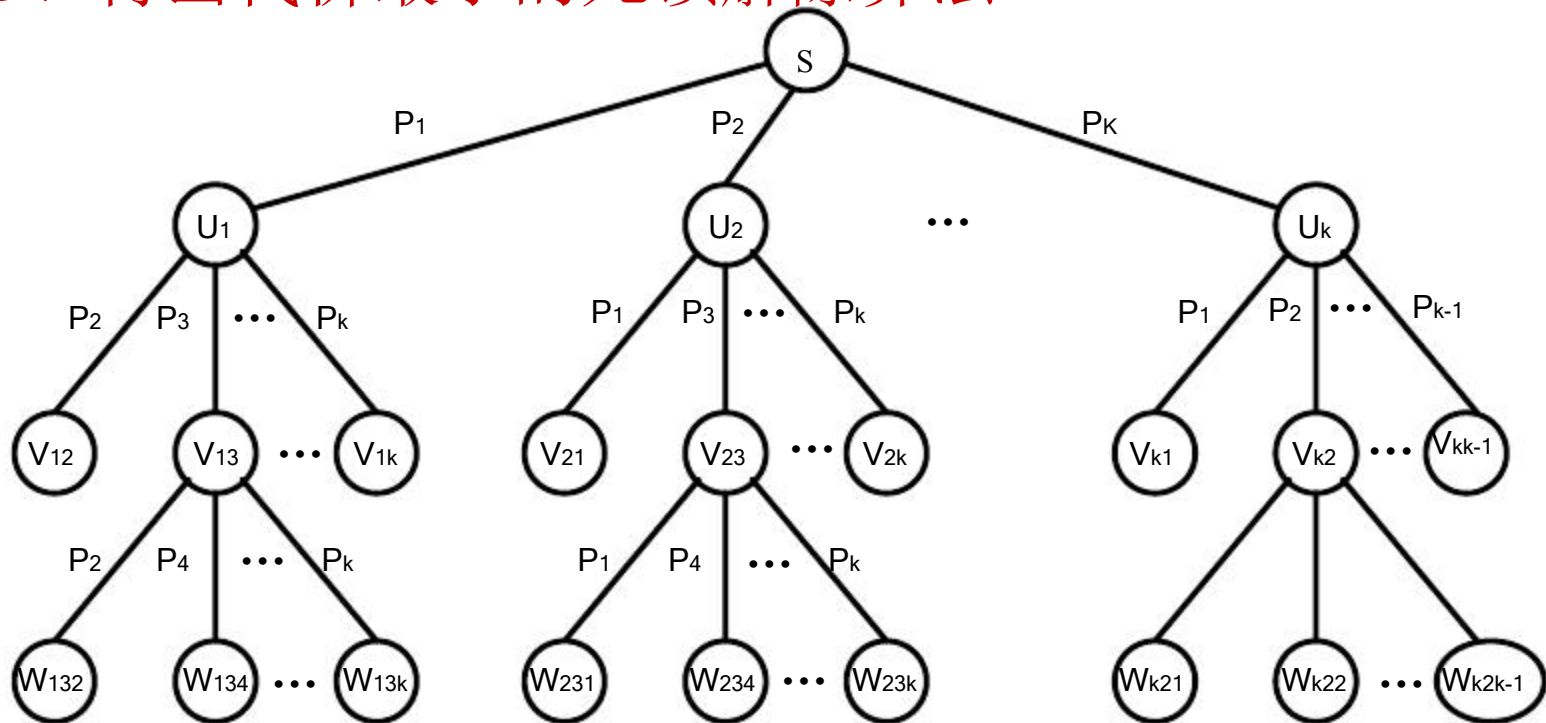 S
P1 P2 PK
U1 U2 ... Uk
P2 P3 ... Pk P1 P3 ... Pk P1 P2 ... Pk-1
V12 V13 ... V1k V21 V23 ... V2k Vk1 Vk2 ... Vkk-1
P2 P4 ... Pk P1 P4 ... Pk
W132 W134 ... W13k W231 W234 ... W23k Wk21 Wk22 ... Wk2k-1